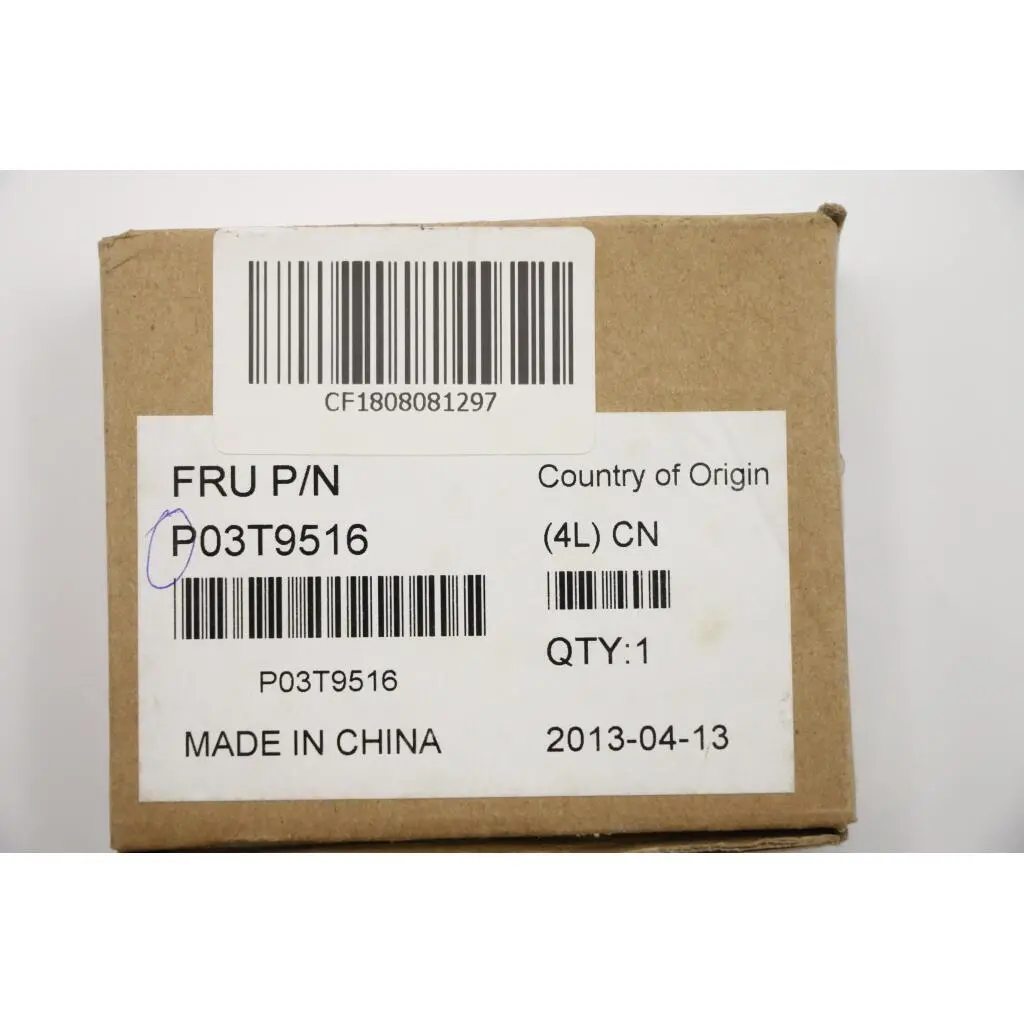 CF1808081297
FRU P/N
P03T9516
P03T9516
MADE IN CHINA
Country of Origin
(4L) CN
QTY:1
2013-04-13